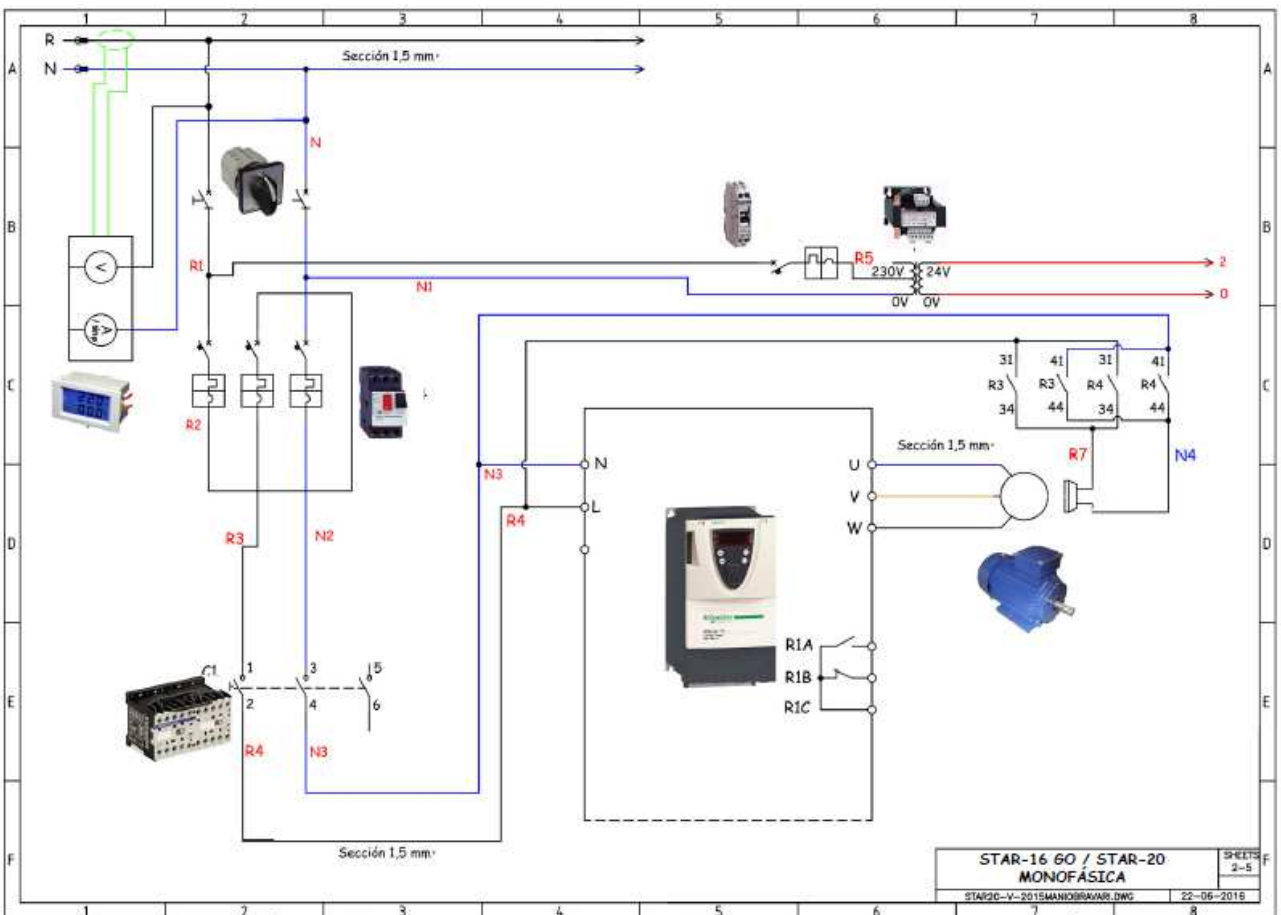 1 2 3 4 5 6 7 8
A
A
B
B
C
C
D
D
E
E
F
F
R
N
Sección 1,5 mm²
N
V
A
R1
N1
R5
230V 24V
0V 0V
2
0
R2
R3
N2
N3
R4
N
L
U
V
W
Sección 1,5 mm²
31 41 31 41
R3 R3 R4 R4
34 44 34 44
R7
N4
R1A
R1B
R1C
C1
1 3 5
2 4 6
R4
N3
Sección 1,5 mm²
STAR-16 GO / STAR-20
MONOFÁSICA
SHEETS
2-5
STAR20-V-2015MANIOBRAVARI.DWG
22-06-2016
1 2 3 4 5 6 7 8